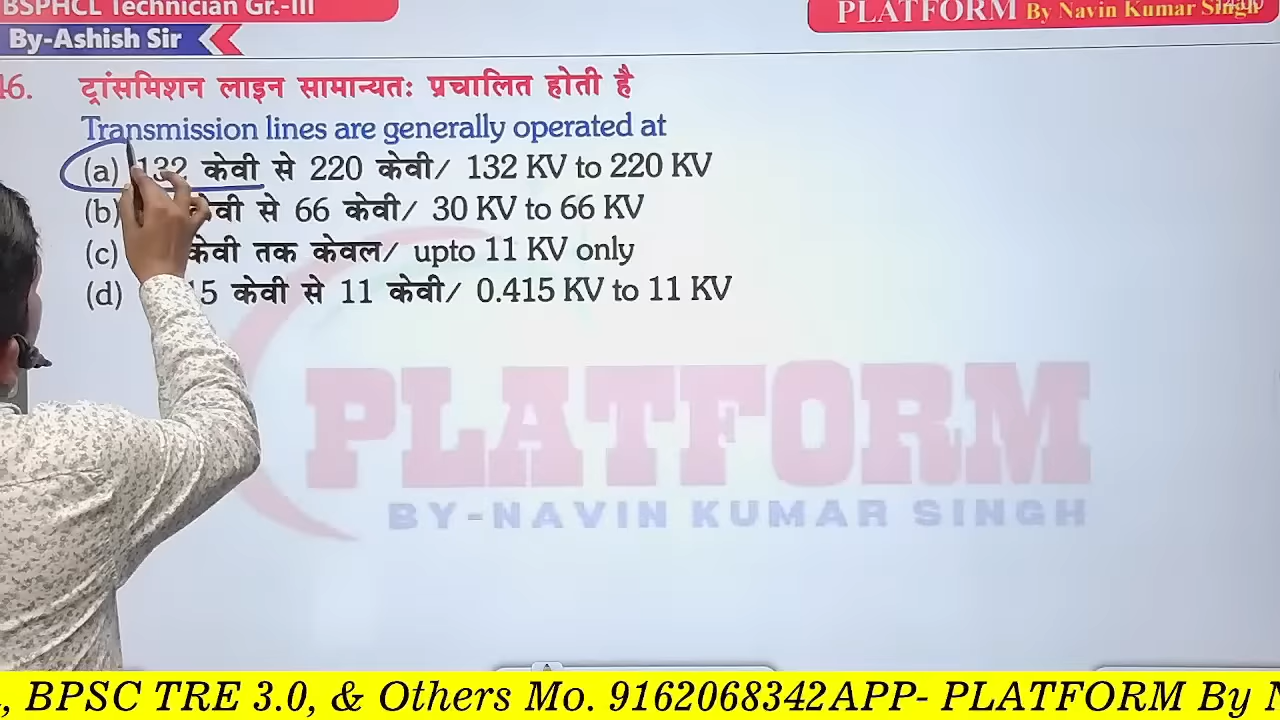 BSPHCL Technician Gr.-III
PLATFORM By Navin Kumar Singh
By-Ashish Sir
46. ट्रांसमिशन लाइन सामान्यतः प्रचालित होती है
Transmission lines are generally operated at
(a) 132 केवी से 220 केवी/ 132 KV to 220 KV
(b) केवी से 66 केवी/ 30 KV to 66 KV
(c) केवी तक केवल/ upto 11 KV only
(d) केवी से 11 केवी/ 0.415 KV to 11 KV
PLATFORM
BY-NAVIN KUMAR SINGH
, BPSC TRE 3.0, & Others Mo. 9162068342APP- PLATFORM By